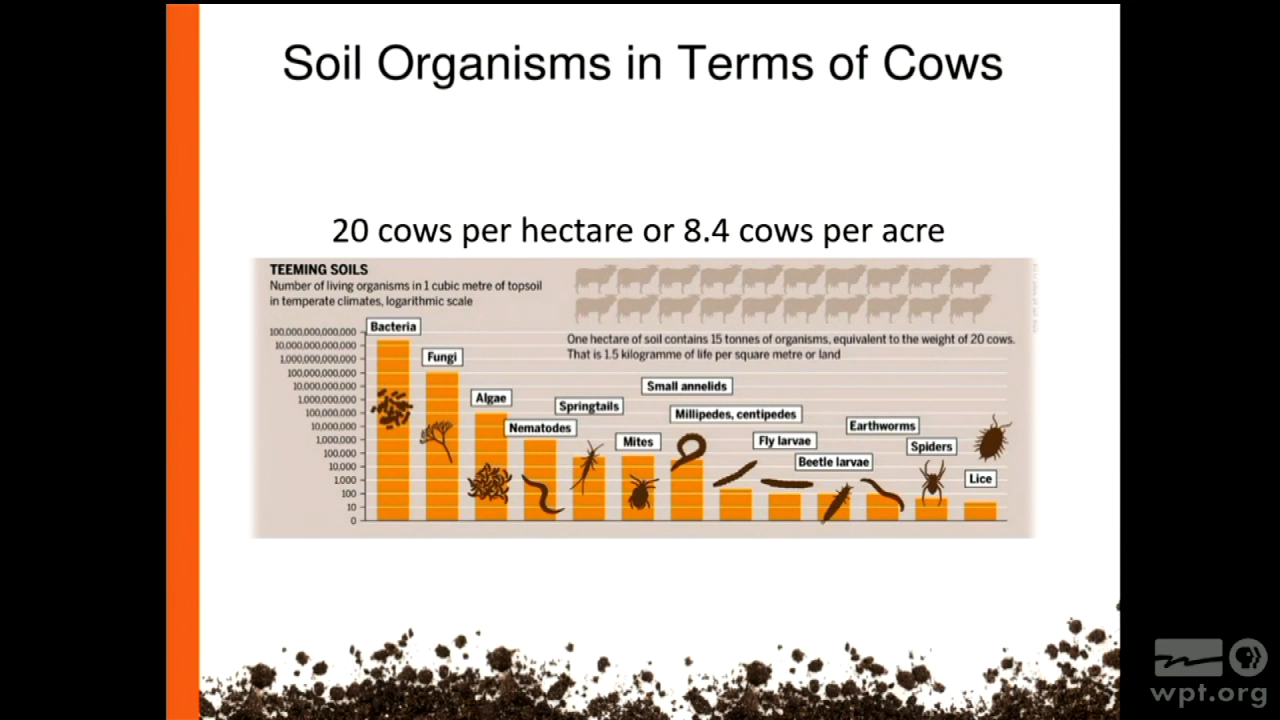 Soil Organisms in Terms of Cows
20 cows per hectare or 8.4 cows per acre
TEEMING SOILS
Number of living organisms in 1 cubic metre of topsoil
in temperate climates, logarithmic scale
One hectare of soil contains 15 tonnes of organisms, equivalent to the weight of 20 cows.
That is 1.5 kilogramme of life per square metre or land
100.000.000.000.000
10.000.000.000.000
1.000.000.000.000
100.000.000.000
10.000.000.000
1.000.000.000
100.000.000
10.000.000
1.000.000
100.000
10.000
1.000
100
10
0
Bacteria
Fungi
Algae
Nematodes
Springtails
Mites
Small annelids
Millipedes, centipedes
Fly larvae
Beetle larvae
Earthworms
Spiders
Lice
wpt.org